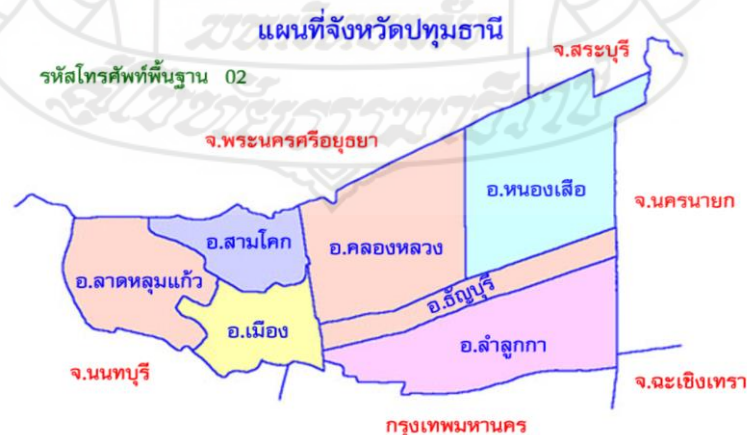 แผนที่จังหวัดปทุมธานี
จ.สระบุรี
รหัสโทรศัพท์พื้นฐาน 02
จ.พระนครศรีอยุธยา
อ.หนองเสือ
จ.นครนายก
อ.สามโคก
อ.คลองหลวง
อ.ลาดหลุมแก้ว
อ.ธัญบุรี
อ.เมือง
อ.ลำลูกกา
จ.นนทบุรี
จ.ฉะเชิงเทรา
กรุงเทพมหานคร